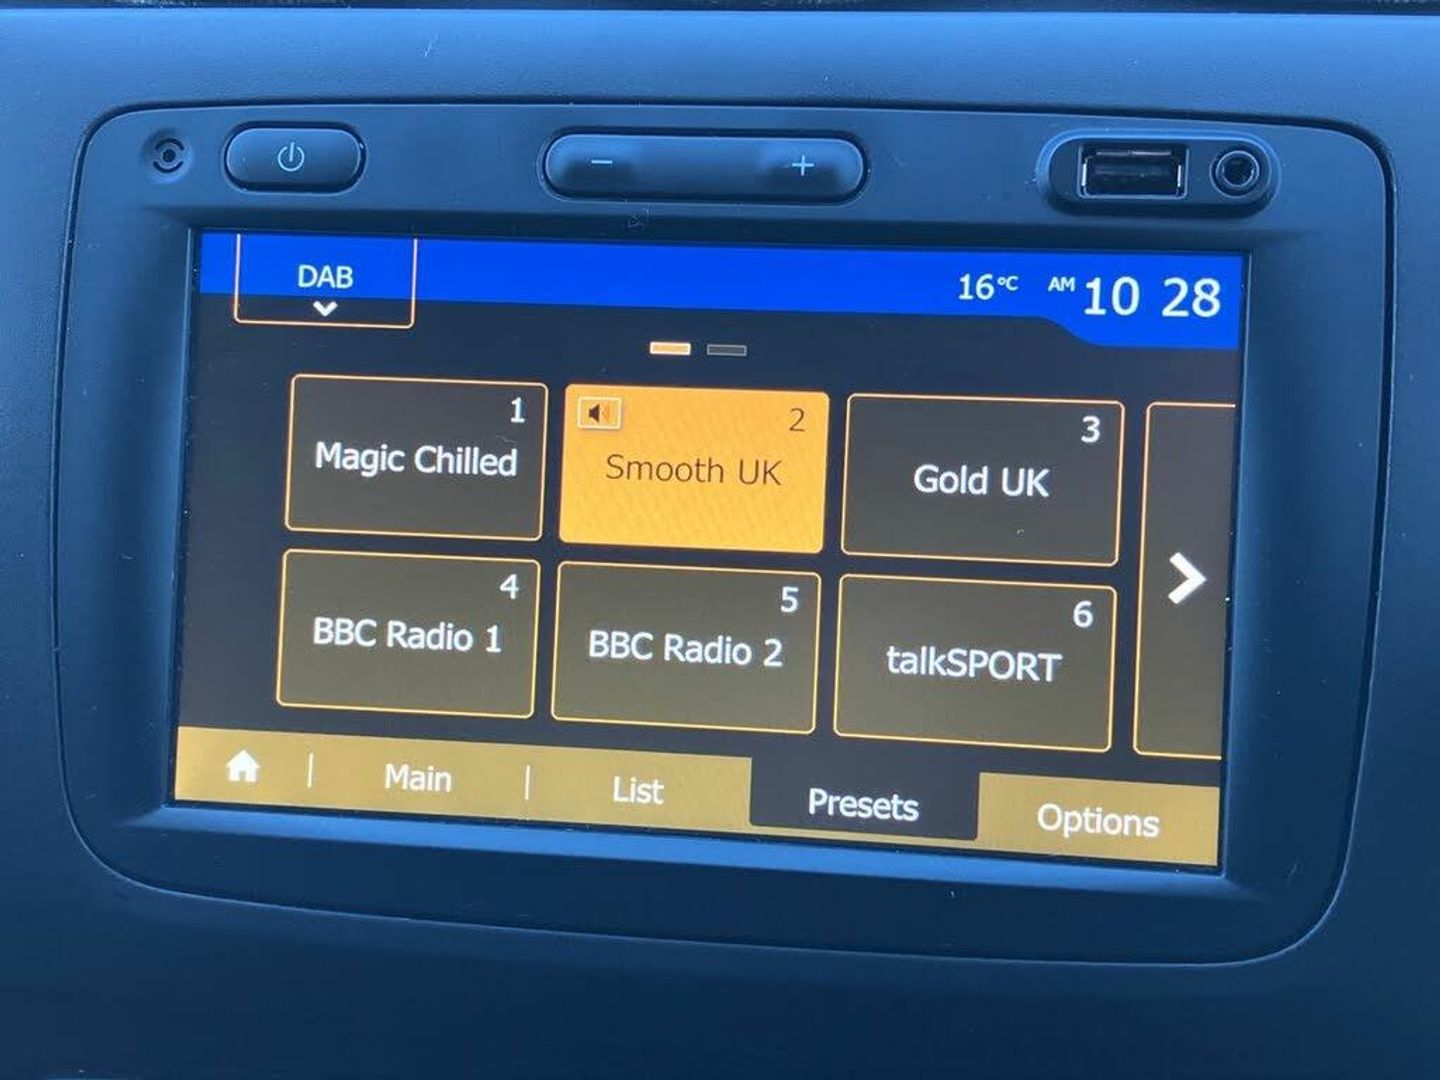 DAB
16°C AM 10 28
1
Magic Chilled
2
Smooth UK
3
Gold UK
4
BBC Radio 1
5
BBC Radio 2
6
talkSPORT
Main
List
Presets
Options